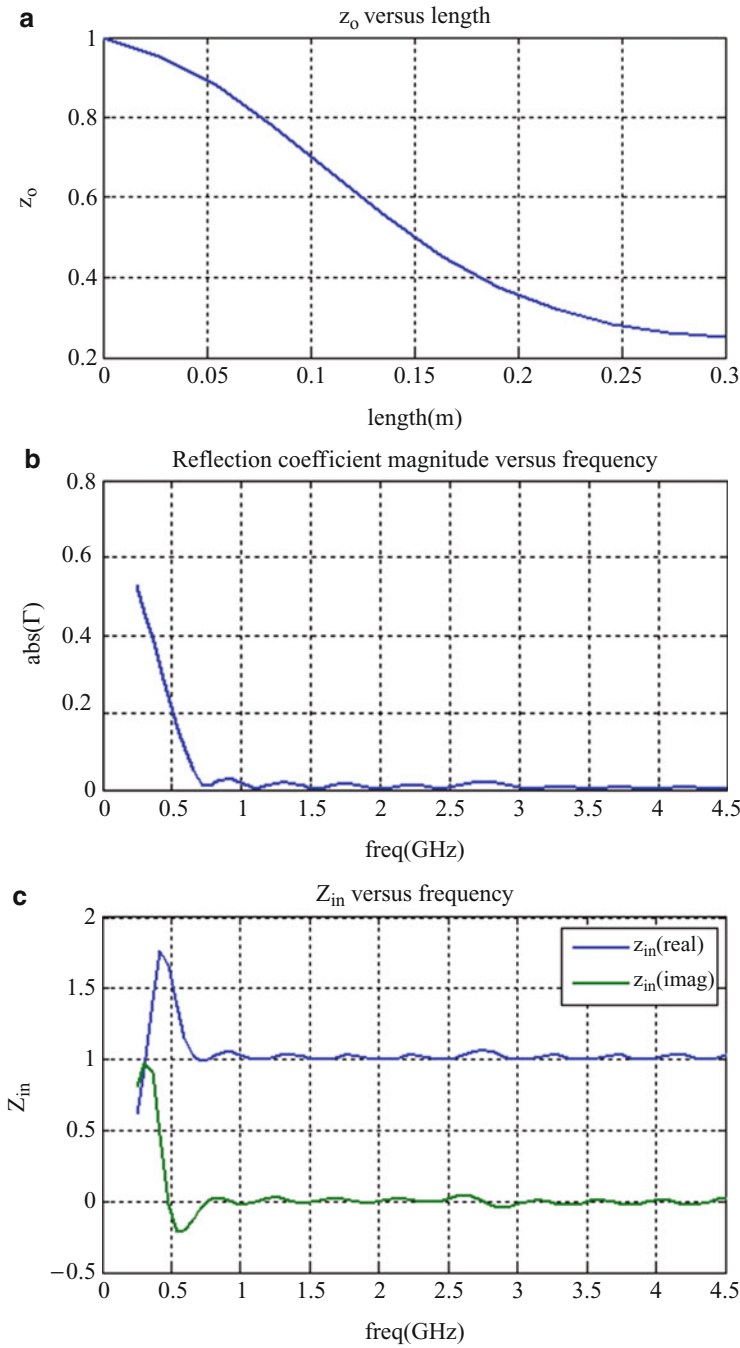 a
z₀ versus length
1
0.8
0.6
0.4
0.2
zₒ
0 0.05 0.1 0.15 0.2 0.25 0.3
length(m)
b
Reflection coefficient magnitude versus frequency
0.8
0.6
0.4
0.2
0
abs(Γ)
0 0.5 1 1.5 2 2.5 3 3.5 4 4.5
freq(GHz)
c
Zᵢₙ versus frequency
2
1.5
1
0.5
0
−0.5
Zᵢₙ
zᵢₙ(real)
zᵢₙ(imag)
0 0.5 1 1.5 2 2.5 3 3.5 4 4.5
freq(GHz)